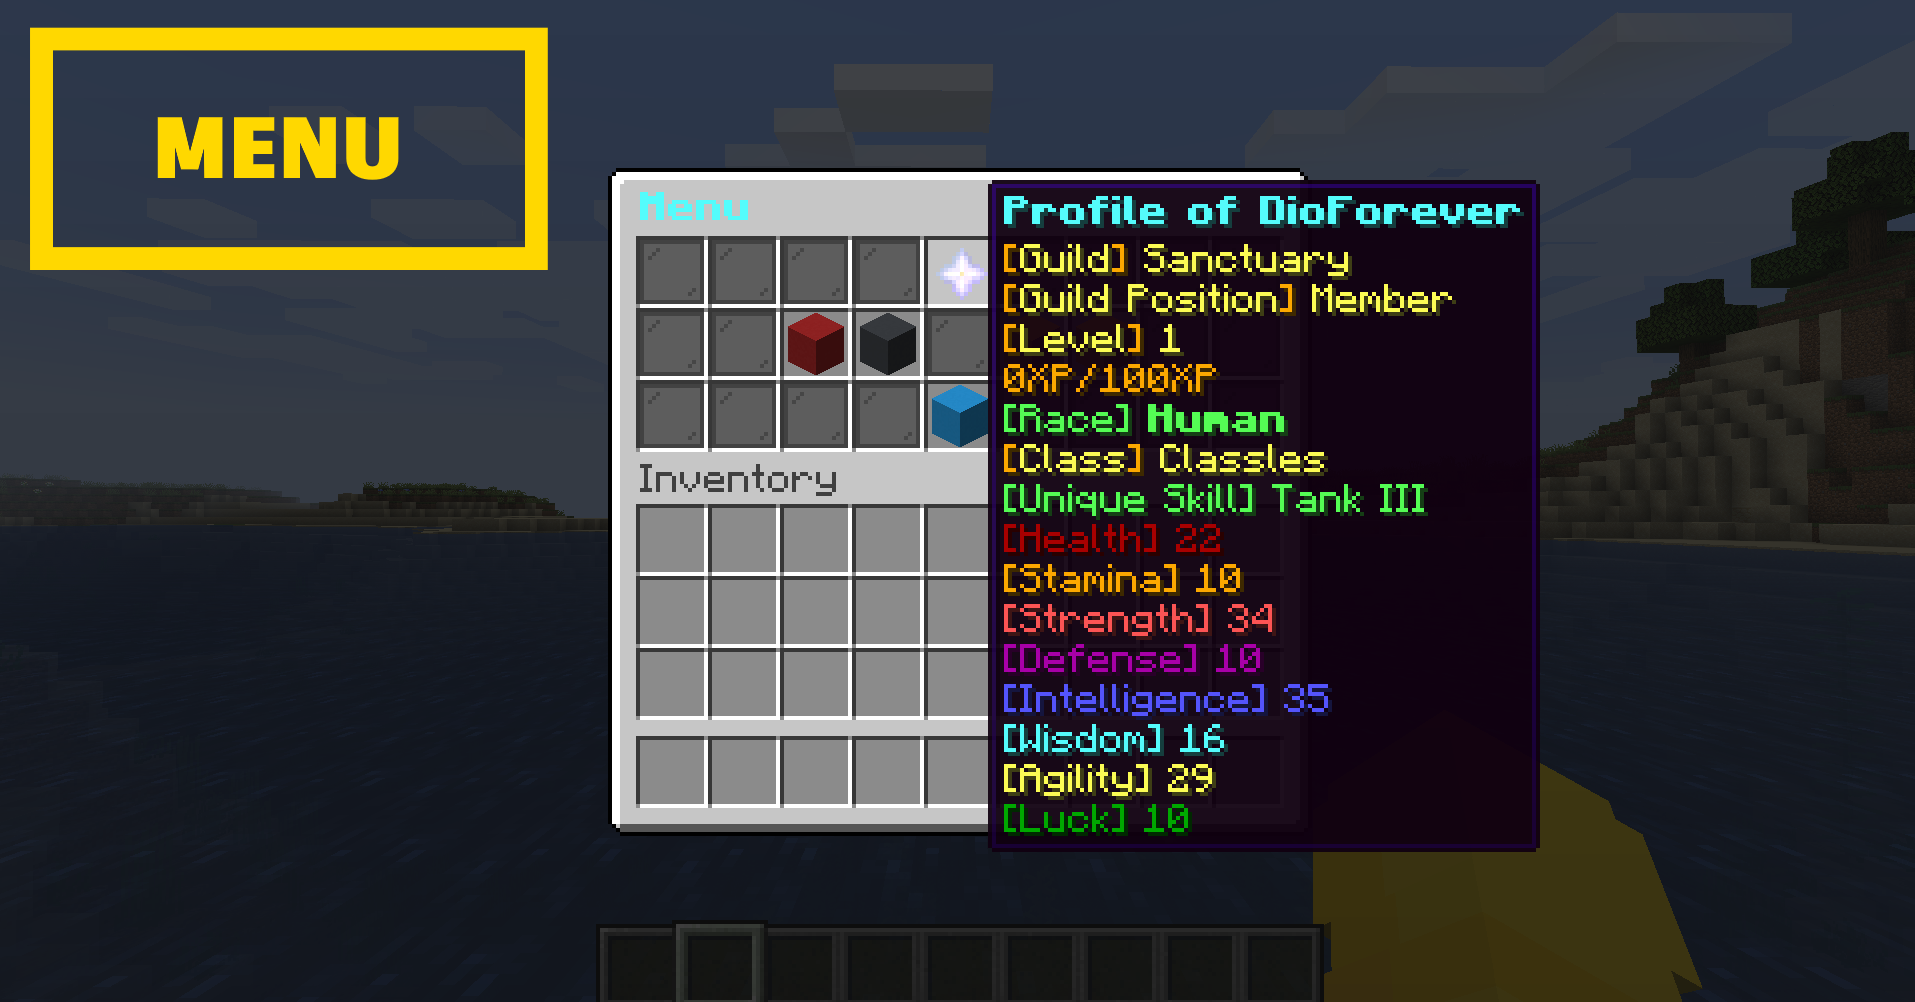 MENU
Menu
Profile of DioForever
[Guild] Sanctuary
[Guild Position] Member
[Level] 1
0XP/100XP
[Race] Human
[Class] Classles
[Unique Skill] Tank III
[Health] 22
[Stamina] 10
[Strength] 34
[Defense] 10
[Intelligence] 35
[Wisdom] 16
[Agility] 29
[Luck] 10
Inventory